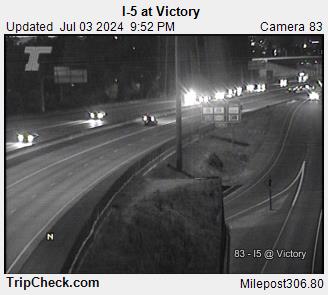 I-5 at Victory
Updated Jul 03 2024 9:52 PM Camera 83
T
N
83 - I5 @ Victory
TripCheck.com Milepost306.80